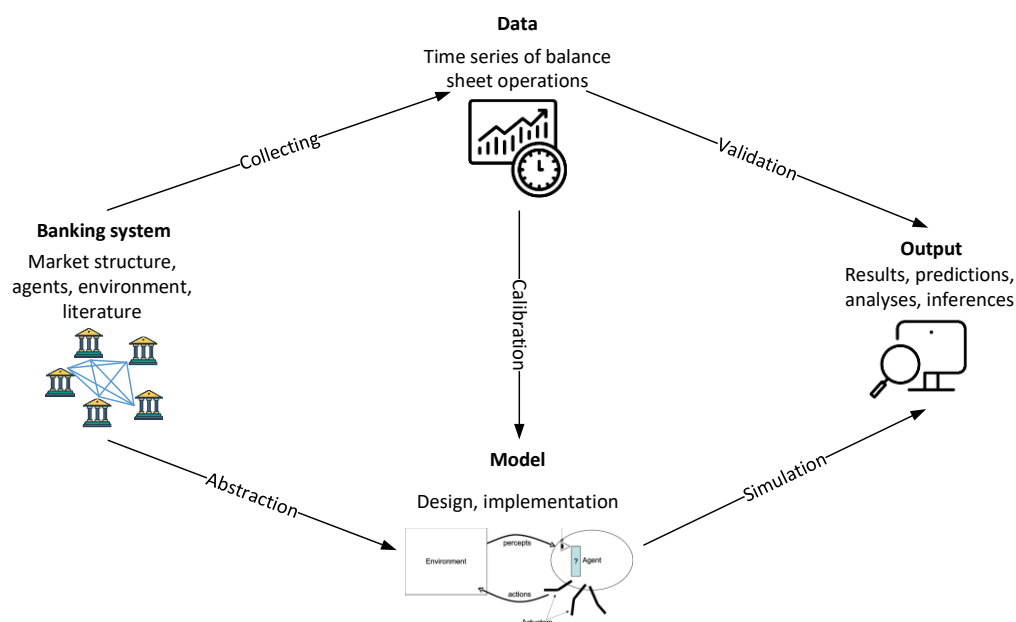 Data
Time series of balance
sheet operations
Collecting
Validation
Banking system
Market structure,
agents, environment,
literature
Output
Results, predictions,
analyses, inferences
Calibration
Abstraction
Simulation
Model
Design, implementation
percepts
Environment
?
Agent
actions